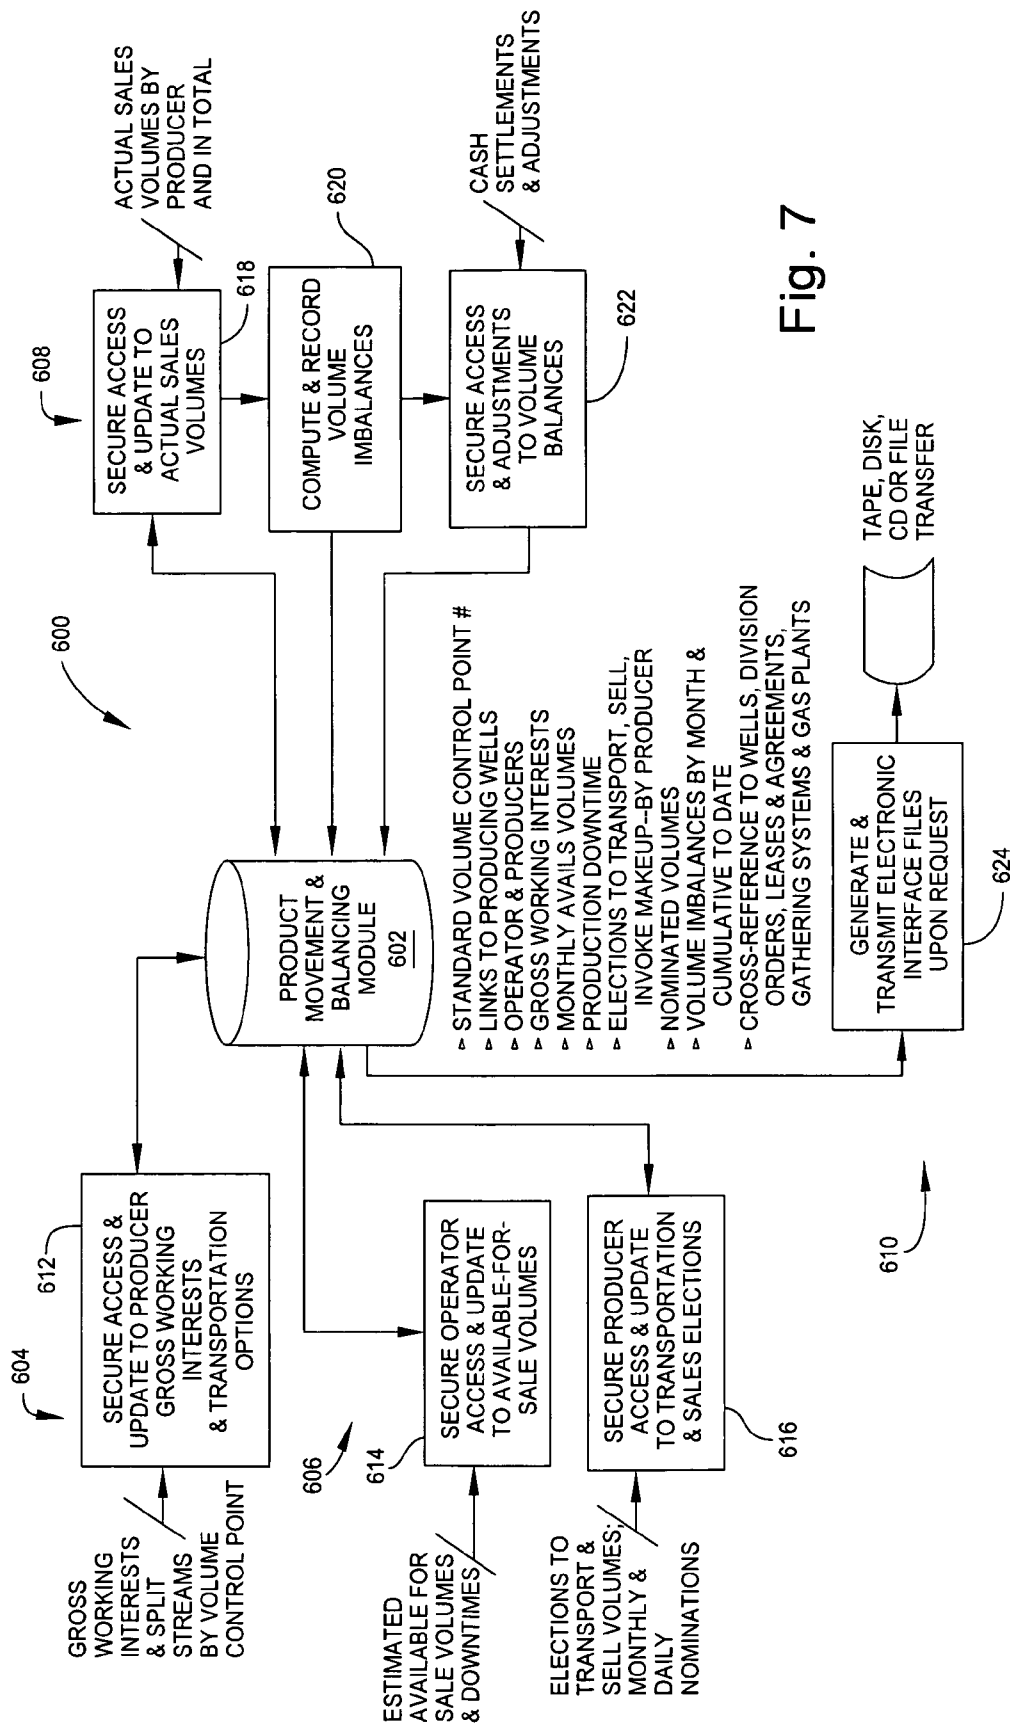 604
GROSS
WORKING
INTERESTS
& SPLIT
STREAMS
BY VOLUME
CONTROL POINT
612
SECURE ACCESS &
UPDATE TO PRODUCER
GROSS WORKING
INTERESTS
& TRANSPORTATION
OPTIONS
606
ESTIMATED
AVAILABLE FOR
SALE VOLUMES
& DOWNTIMES
614
SECURE OPERATOR
ACCESS & UPDATE
TO AVAILABLE-FOR-
SALE VOLUMES
ELECTIONS TO
TRANSPORT &
SELL VOLUMES;
MONTHLY &
DAILY
NOMINATIONS
SECURE PRODUCER
ACCESS & UPDATE
TO TRANSPORTATION
& SALES ELECTIONS
616
600
PRODUCT
MOVEMENT &
BALANCING
MODULE
602
▹ STANDARD VOLUME CONTROL POINT #
▹ LINKS TO PRODUCING WELLS
▹ OPERATOR & PRODUCERS
▹ GROSS WORKING INTERESTS
▹ MONTHLY AVAILS VOLUMES
▹ PRODUCTION DOWNTIME
▹ ELECTIONS TO TRANSPORT, SELL,
INVOKE MAKEUP--BY PRODUCER
▹ NOMINATED VOLUMES
▹ VOLUME IMBALANCES BY MONTH &
CUMULATIVE TO DATE
▹ CROSS-REFERENCE TO WELLS, DIVISION
ORDERS, LEASES & AGREEMENTS,
GATHERING SYSTEMS & GAS PLANTS
608
SECURE ACCESS
& UPDATE TO
ACTUAL SALES
VOLUMES
618
ACTUAL SALES
VOLUMES BY
PRODUCER
AND IN TOTAL
COMPUTE & RECORD
VOLUME
IMBALANCES
620
SECURE ACCESS
& ADJUSTMENTS
TO VOLUME
BALANCES
622
CASH
SETTLEMENTS
& ADJUSTMENTS
610
GENERATE &
TRANSMIT ELECTRONIC
INTERFACE FILES
UPON REQUEST
624
TAPE, DISK,
CD OR FILE
TRANSFER
Fig. 7